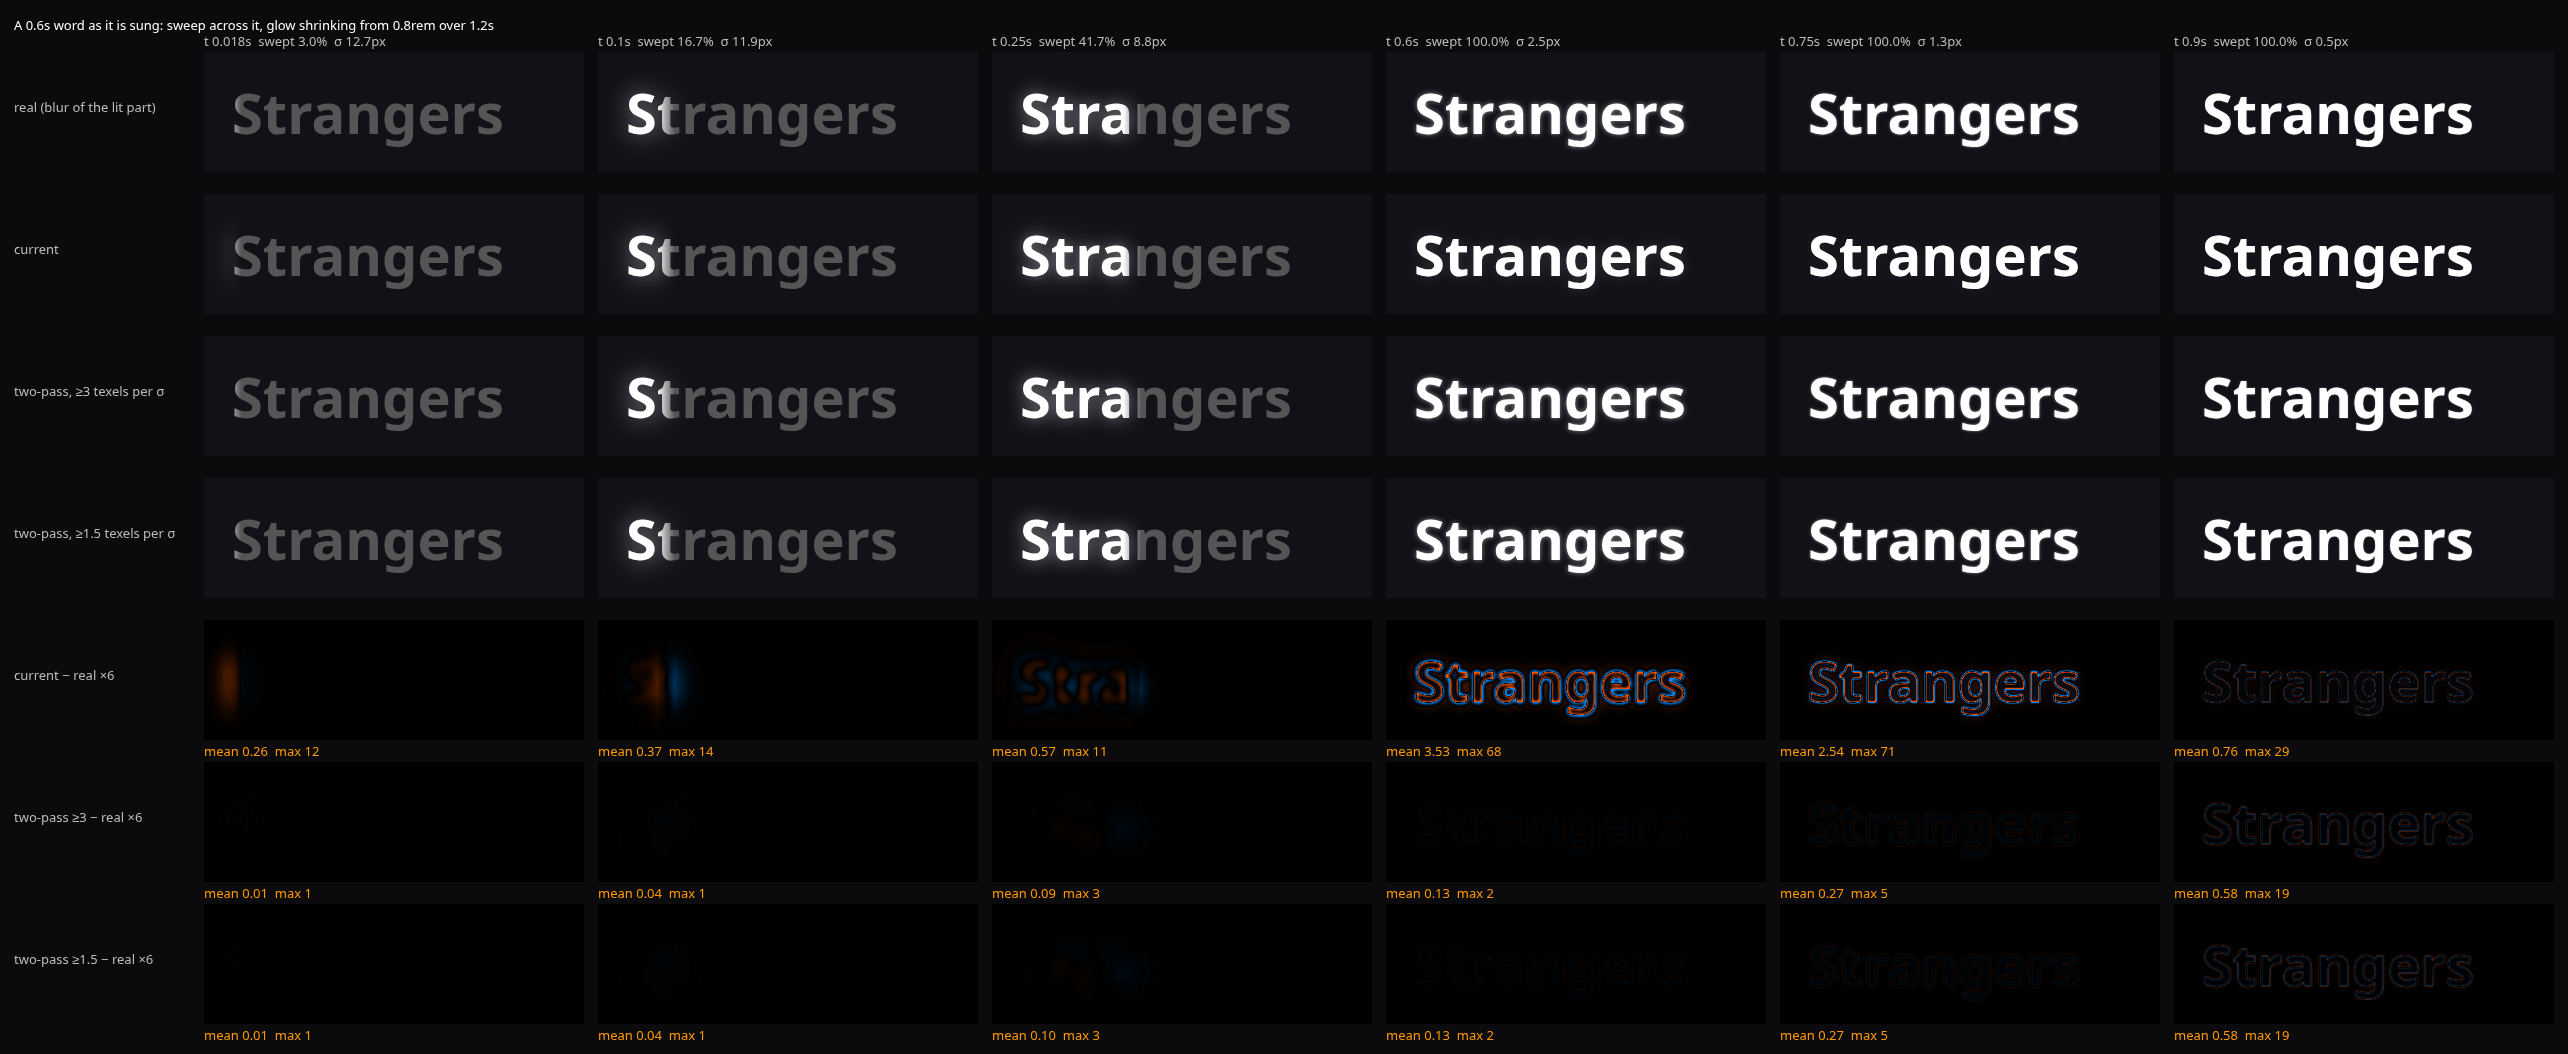 A 0.6s word as it is sung: sweep across it, glow shrinking from 0.8rem over 1.2s
t 0.018s swept 3.0% σ 12.7px t 0.1s swept 16.7% σ 11.9px t 0.25s swept 41.7% σ 8.8px t 0.6s swept 100.0% σ 2.5px t 0.75s swept 100.0% σ 1.3px t 0.9s swept 100.0% σ 0.5px
real (blur of the lit part) Strangers Strangers Strangers Strangers Strangers Strangers
current Strangers Strangers Strangers Strangers Strangers Strangers
two-pass, ≥3 texels per σ Strangers Strangers Strangers Strangers Strangers Strangers
two-pass, ≥1.5 texels per σ Strangers Strangers Strangers Strangers Strangers Strangers
current − real ×6 Stra Strangers Strangers Strangers
mean 0.26 max 12 mean 0.37 max 14 mean 0.57 max 11 mean 3.53 max 68 mean 2.54 max 71 mean 0.76 max 29
two-pass ≥3 − real ×6 Strangers Strangers Strangers
mean 0.01 max 1 mean 0.04 max 1 mean 0.09 max 3 mean 0.13 max 2 mean 0.27 max 5 mean 0.58 max 19
two-pass ≥1.5 − real ×6 Strangers Strangers Strangers
mean 0.01 max 1 mean 0.04 max 1 mean 0.10 max 3 mean 0.13 max 2 mean 0.27 max 5 mean 0.58 max 19